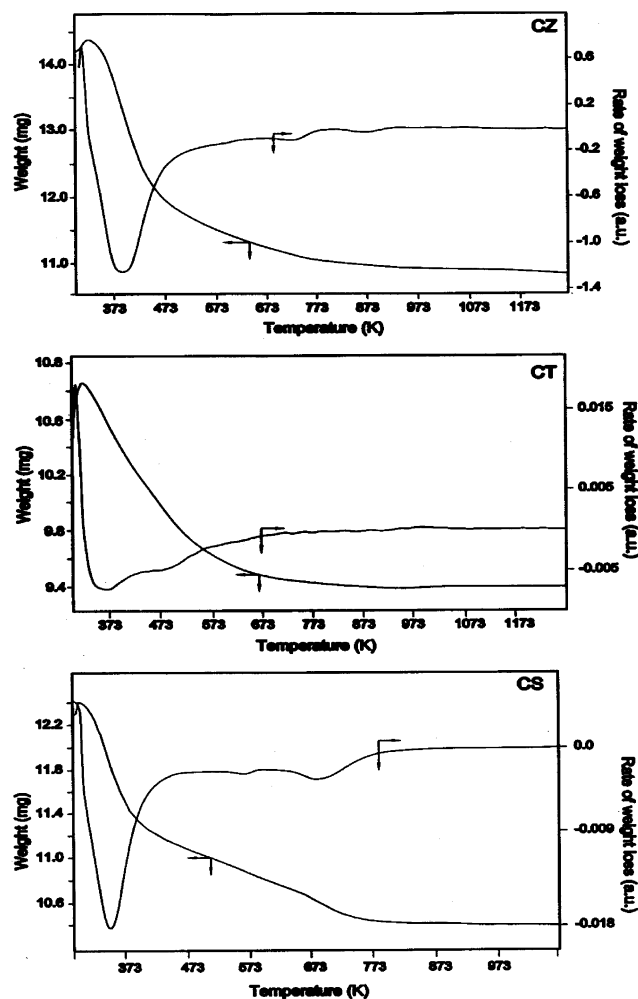 CZ
14.0
13.0
12.0
11.0
Weight (mg)
0.6
0.2
-0.2
-0.6
-1.0
-1.4
Rate of weight loss (a.u.)
373 473 573 673 773 873 973 1073 1173
Temperature (K)
CT
10.8
10.6
10.2
9.8
9.4
Weight (mg)
0.015
0.005
-0.005
Rate of weight loss (a.u.)
373 473 573 673 773 873 973 1073 1173
Temperature (K)
CS
12.2
11.8
11.4
11.0
10.6
Weight (mg)
0.0
-0.009
-0.018
Rate of weight loss (a.u.)
373 473 573 673 773 873 973
Temperature (K)